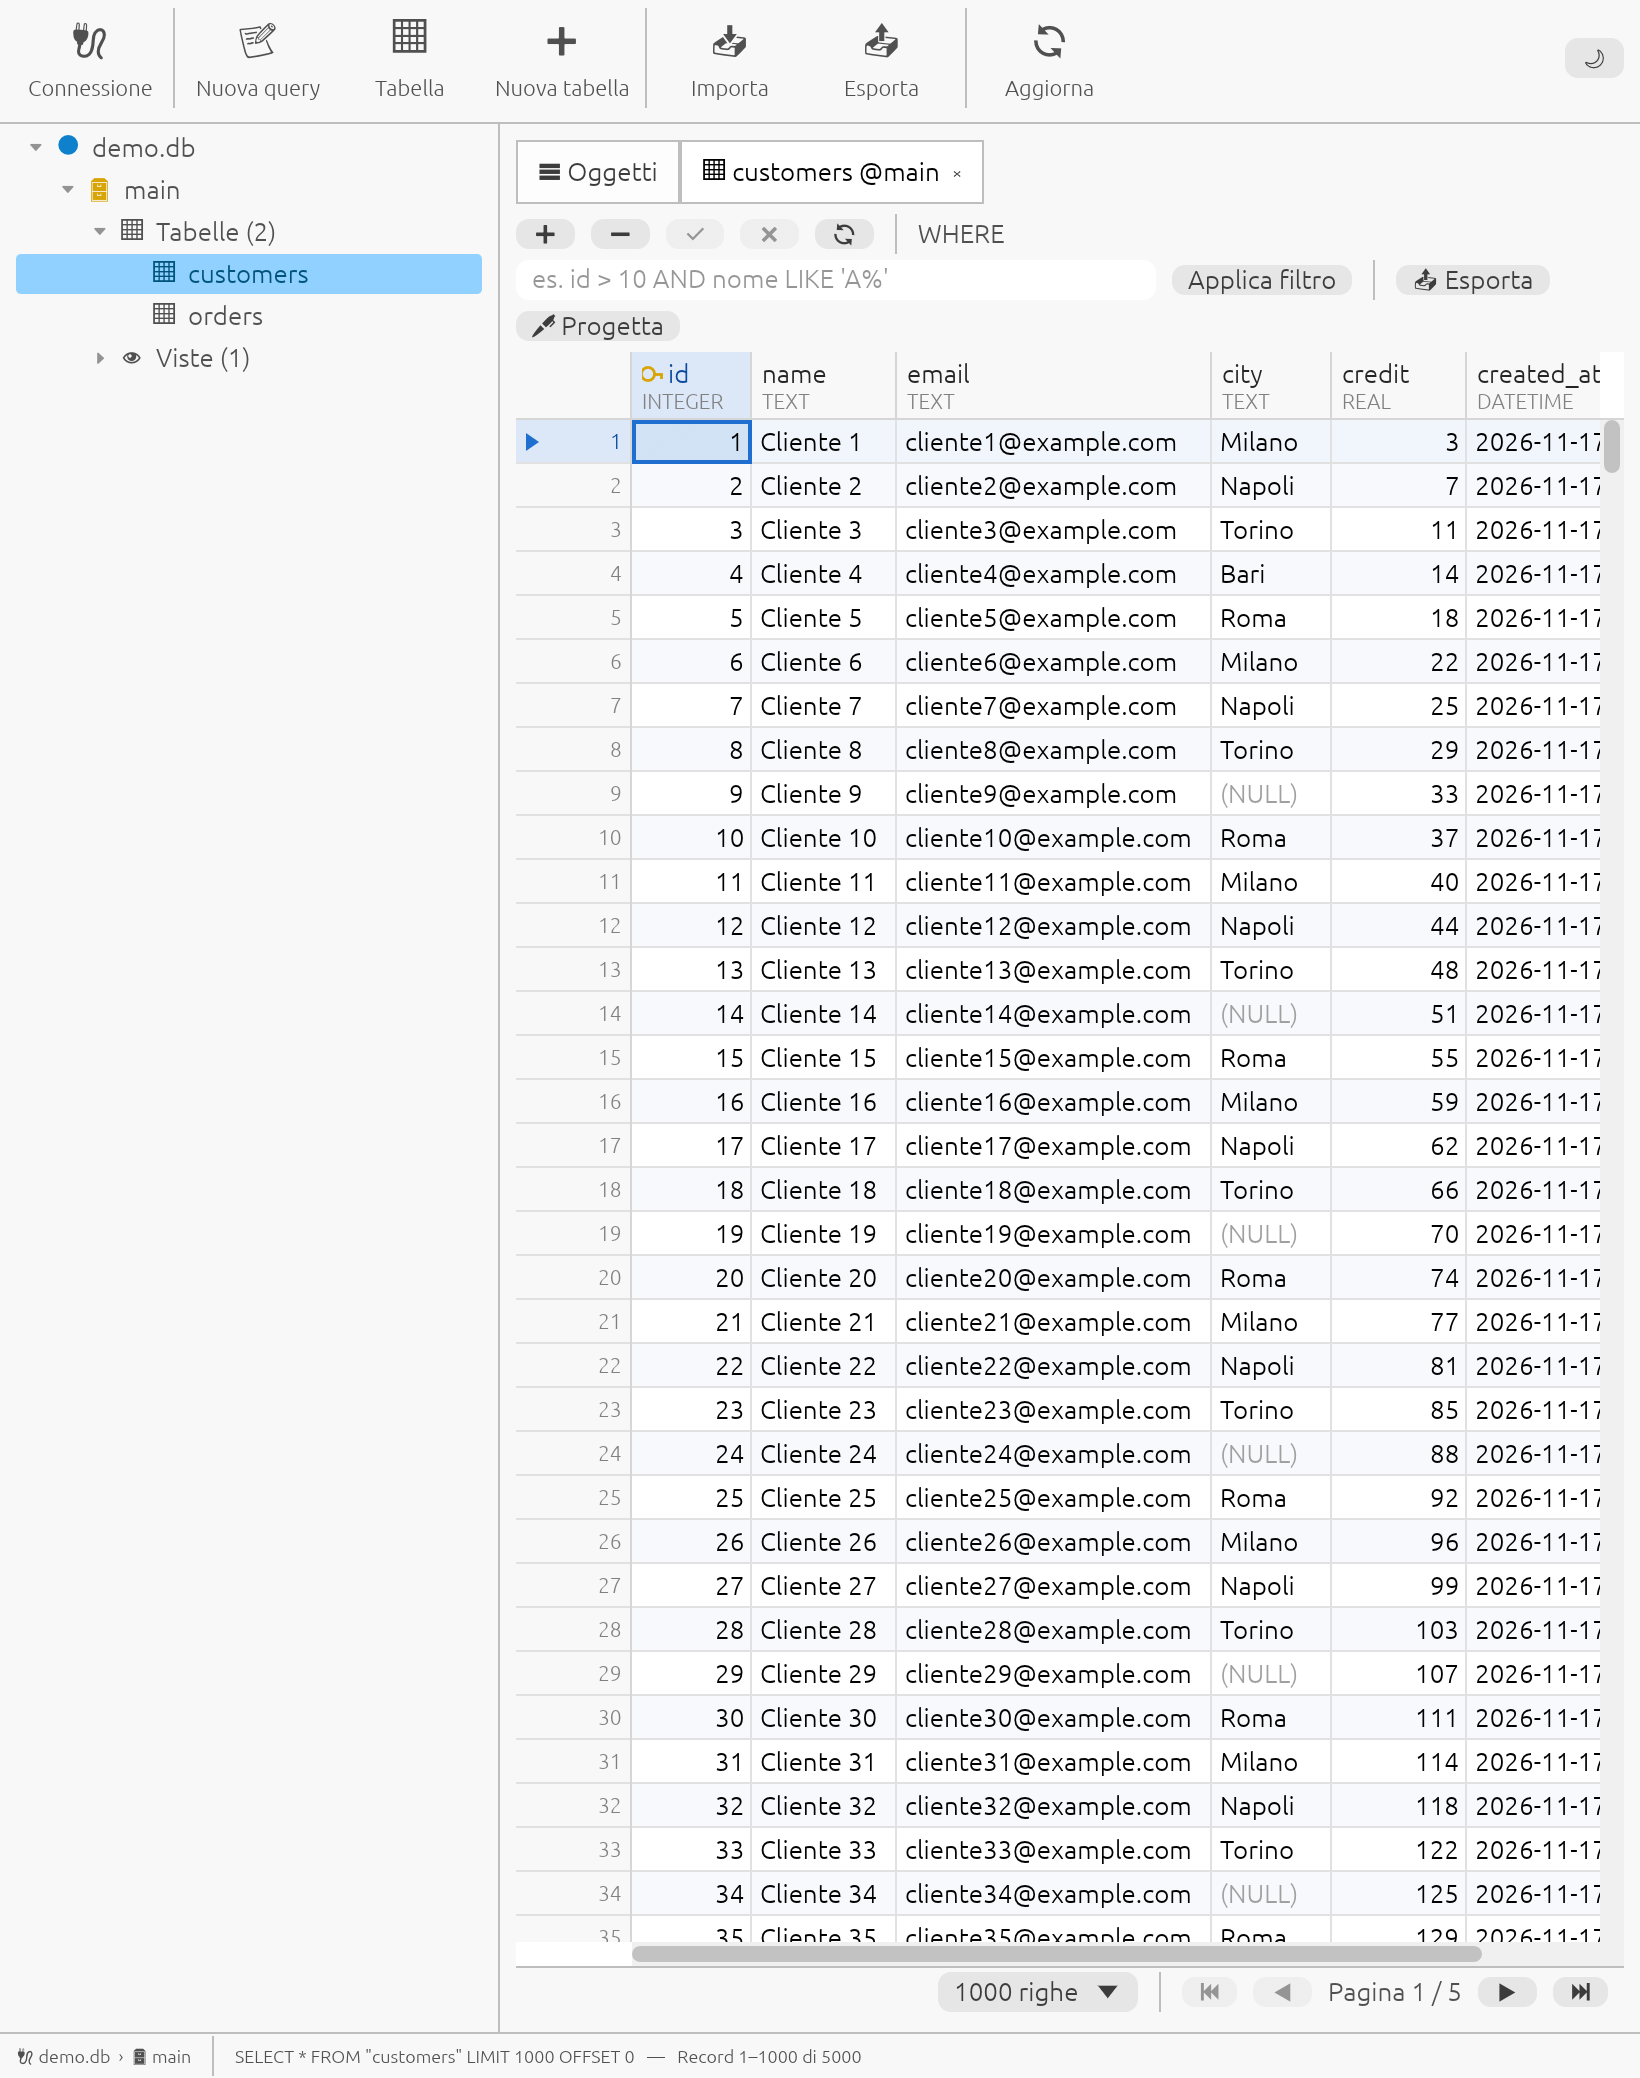 Connessione Nuova query Tabella Nuova tabella Importa Esporta Aggiorna
demo.db
main
Tabelle (2)
customers
orders
Viste (1)
Oggetti customers @main ×
WHERE
es. id > 10 AND nome LIKE 'A%' Applica filtro Esporta
Progetta
id name email city credit created_at
INTEGER TEXT TEXT TEXT REAL DATETIME
1 1 Cliente 1 cliente1@example.com Milano 3 2026-11-17
2 2 Cliente 2 cliente2@example.com Napoli 7 2026-11-17
3 3 Cliente 3 cliente3@example.com Torino 11 2026-11-17
4 4 Cliente 4 cliente4@example.com Bari 14 2026-11-17
5 5 Cliente 5 cliente5@example.com Roma 18 2026-11-17
6 6 Cliente 6 cliente6@example.com Milano 22 2026-11-17
7 7 Cliente 7 cliente7@example.com Napoli 25 2026-11-17
8 8 Cliente 8 cliente8@example.com Torino 29 2026-11-17
9 9 Cliente 9 cliente9@example.com (NULL) 33 2026-11-17
10 10 Cliente 10 cliente10@example.com Roma 37 2026-11-17
11 11 Cliente 11 cliente11@example.com Milano 40 2026-11-17
12 12 Cliente 12 cliente12@example.com Napoli 44 2026-11-17
13 13 Cliente 13 cliente13@example.com Torino 48 2026-11-17
14 14 Cliente 14 cliente14@example.com (NULL) 51 2026-11-17
15 15 Cliente 15 cliente15@example.com Roma 55 2026-11-17
16 16 Cliente 16 cliente16@example.com Milano 59 2026-11-17
17 17 Cliente 17 cliente17@example.com Napoli 62 2026-11-17
18 18 Cliente 18 cliente18@example.com Torino 66 2026-11-17
19 19 Cliente 19 cliente19@example.com (NULL) 70 2026-11-17
20 20 Cliente 20 cliente20@example.com Roma 74 2026-11-17
21 21 Cliente 21 cliente21@example.com Milano 77 2026-11-17
22 22 Cliente 22 cliente22@example.com Napoli 81 2026-11-17
23 23 Cliente 23 cliente23@example.com Torino 85 2026-11-17
24 24 Cliente 24 cliente24@example.com (NULL) 88 2026-11-17
25 25 Cliente 25 cliente25@example.com Roma 92 2026-11-17
26 26 Cliente 26 cliente26@example.com Milano 96 2026-11-17
27 27 Cliente 27 cliente27@example.com Napoli 99 2026-11-17
28 28 Cliente 28 cliente28@example.com Torino 103 2026-11-17
29 29 Cliente 29 cliente29@example.com (NULL) 107 2026-11-17
30 30 Cliente 30 cliente30@example.com Roma 111 2026-11-17
31 31 Cliente 31 cliente31@example.com Milano 114 2026-11-17
32 32 Cliente 32 cliente32@example.com Napoli 118 2026-11-17
33 33 Cliente 33 cliente33@example.com Torino 122 2026-11-17
34 34 Cliente 34 cliente34@example.com (NULL) 125 2026-11-17
35 35 Cliente 35 cliente35@example.com Roma 129 2026-11-17
1000 righe Pagina 1 / 5
demo.db › main SELECT * FROM "customers" LIMIT 1000 OFFSET 0 — Record 1–1000 di 5000